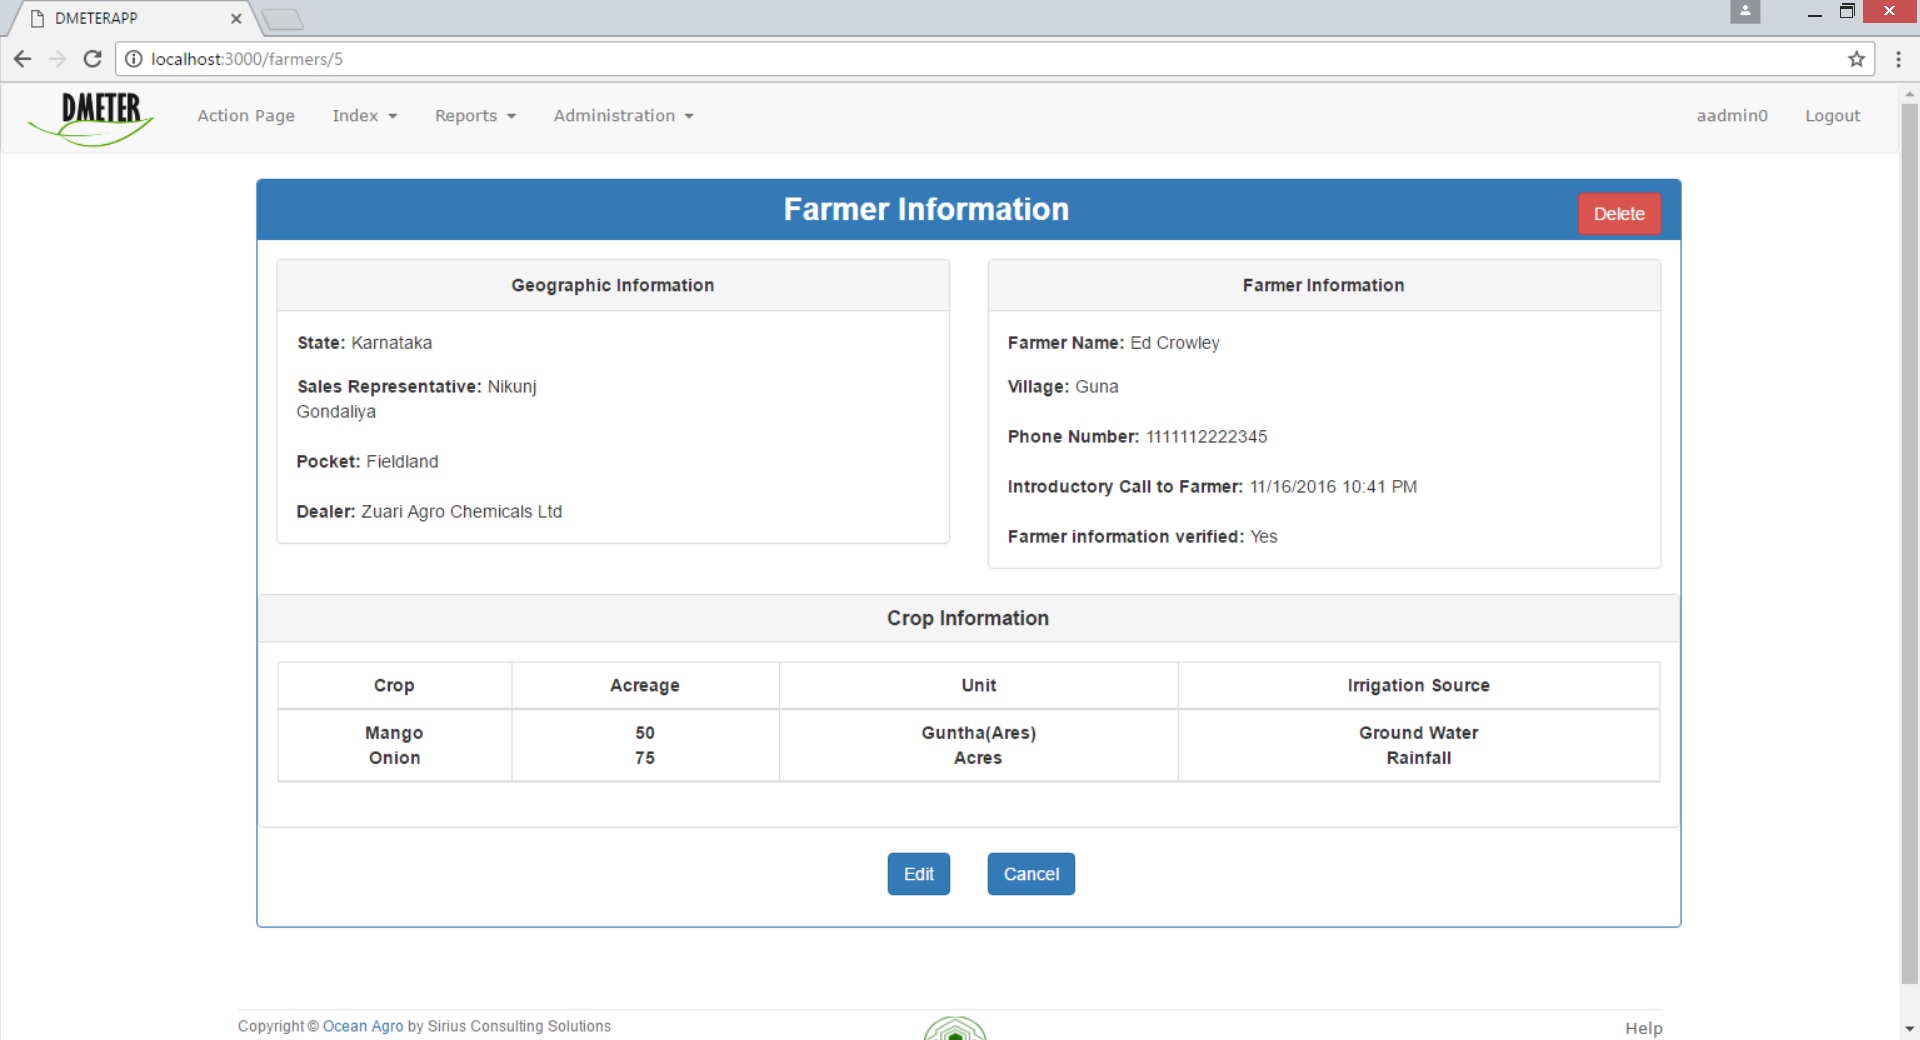 DMETERAPP
localhost:3000/farmers/5
DMETER
Action Page
Index
Reports
Administration
aadmin0
Logout
Farmer Information
Delete
Geographic Information
State: Karnataka
Sales Representative: Nikunj
Gondaliya
Pocket: Fieldland
Dealer: Zuari Agro Chemicals Ltd
Farmer Information
Farmer Name: Ed Crowley
Village: Guna
Phone Number: 1111112222345
Introductory Call to Farmer: 11/16/2016 10:41 PM
Farmer information verified: Yes
Crop Information
Crop Acreage Unit Irrigation Source
Mango 50 Guntha(Ares) Ground Water
Onion 75 Acres Rainfall
Edit
Cancel
Copyright © Ocean Agro by Sirius Consulting Solutions
Help